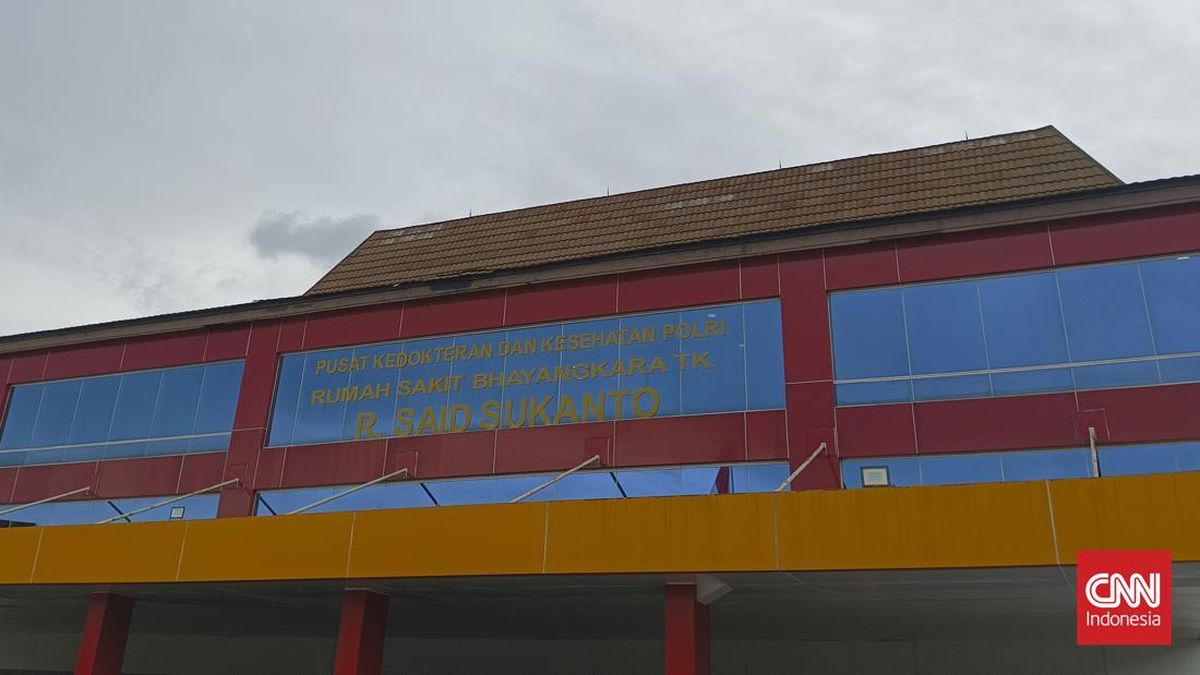 PUSAT KEDOKTERAN DAN KESEHATAN POLRI
RUMAH SAKIT BHAYANGKARA TK.
R. SAID SUKANTO
CNN
Indonesia